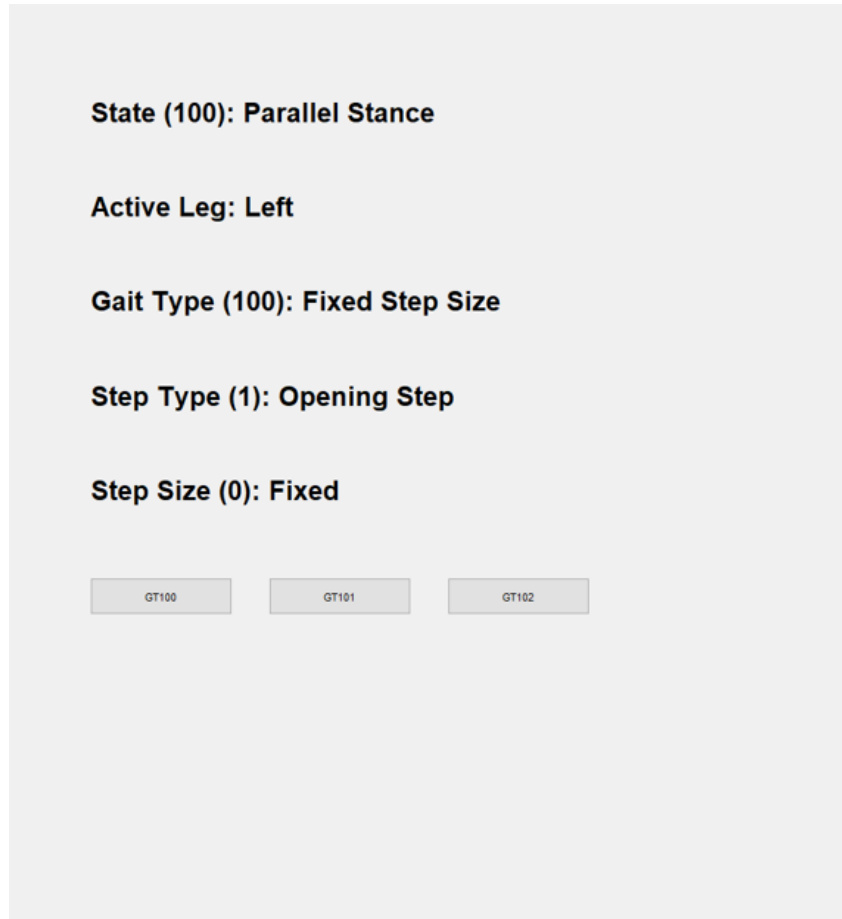 State (100): Parallel Stance
Active Leg: Left
Gait Type (100): Fixed Step Size
Step Type (1): Opening Step
Step Size (0): Fixed
GT100 GT101 GT102